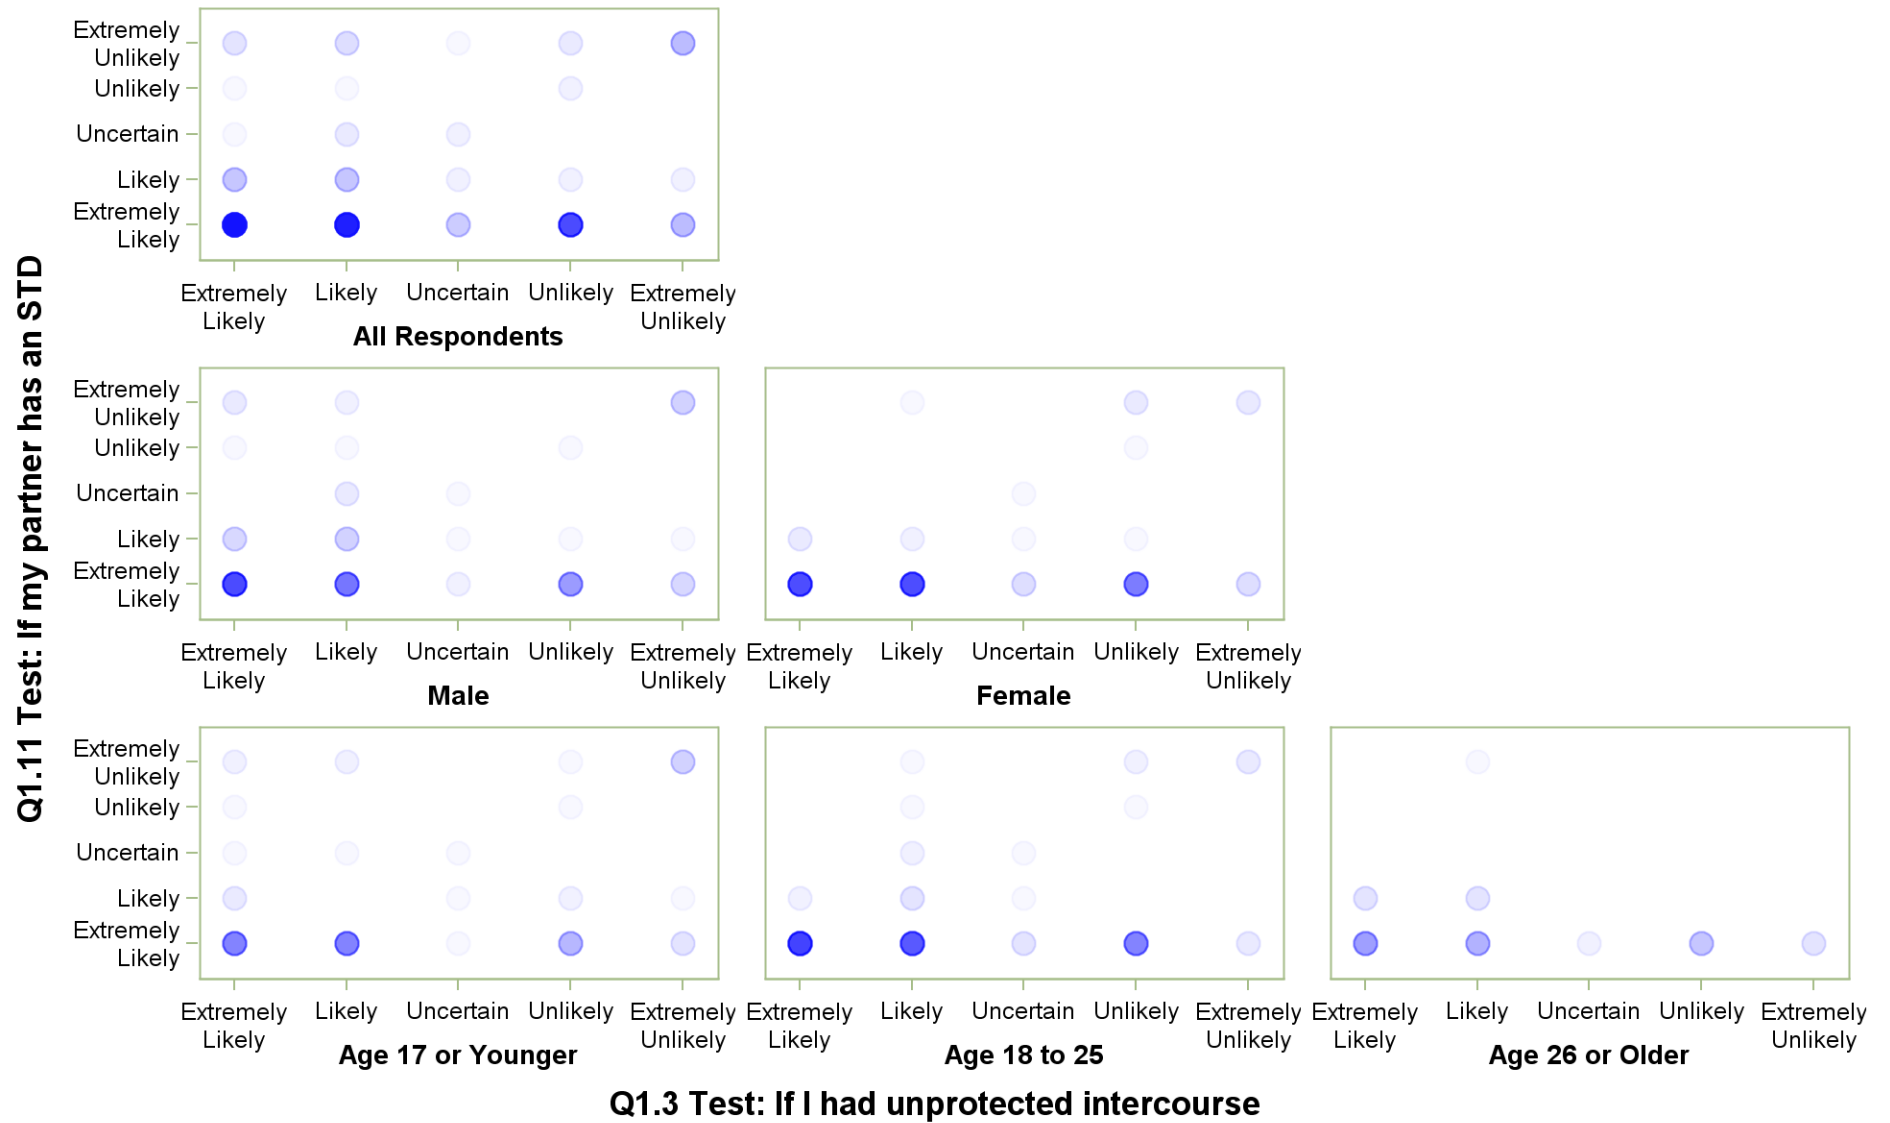 Q1.11 Test: If my partner has an STD
Extremely
Unlikely
Unlikely
Uncertain
Likely
Extremely
Likely
Extremely
Likely
Likely
Uncertain
Unlikely
Extremely
Unlikely
All Respondents
Extremely
Unlikely
Unlikely
Uncertain
Likely
Extremely
Likely
Extremely
Likely
Likely
Uncertain
Unlikely
Extremely
Unlikely
Male
Extremely
Likely
Likely
Uncertain
Unlikely
Extremely
Unlikely
Female
Extremely
Unlikely
Unlikely
Uncertain
Likely
Extremely
Likely
Extremely
Likely
Likely
Uncertain
Unlikely
Extremely
Unlikely
Age 17 or Younger
Extremely
Likely
Likely
Uncertain
Unlikely
Extremely
Unlikely
Age 18 to 25
Extremely
Likely
Likely
Uncertain
Unlikely
Extremely
Unlikely
Age 26 or Older
Q1.3 Test: If I had unprotected intercourse